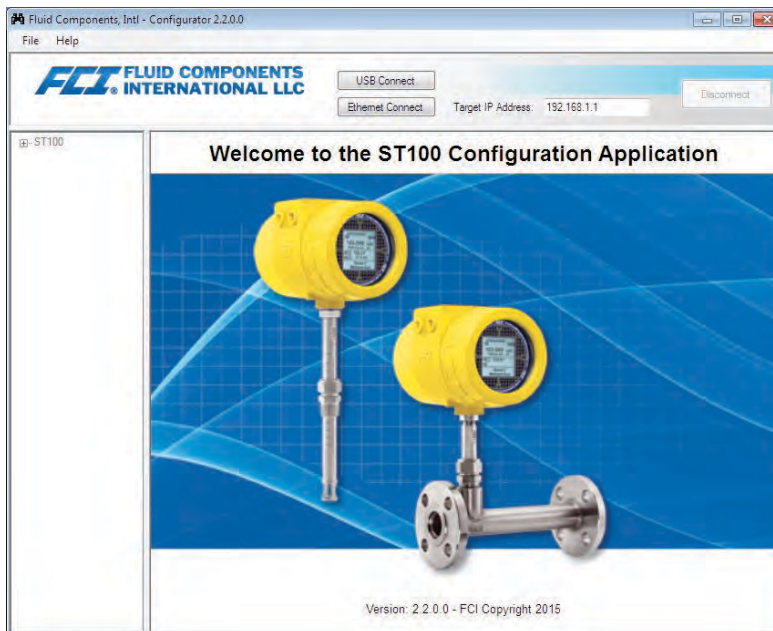 Fluid Components, Intl - Configurator 2.2.0.0
File Help
FCI® FLUID COMPONENTS
INTERNATIONAL LLC
USB Connect
Ethernet Connect Target IP Address: 192.168.1.1
Disconnect
ST100
Welcome to the ST100 Configuration Application
Version: 2.2.0.0 - FCI Copyright 2015